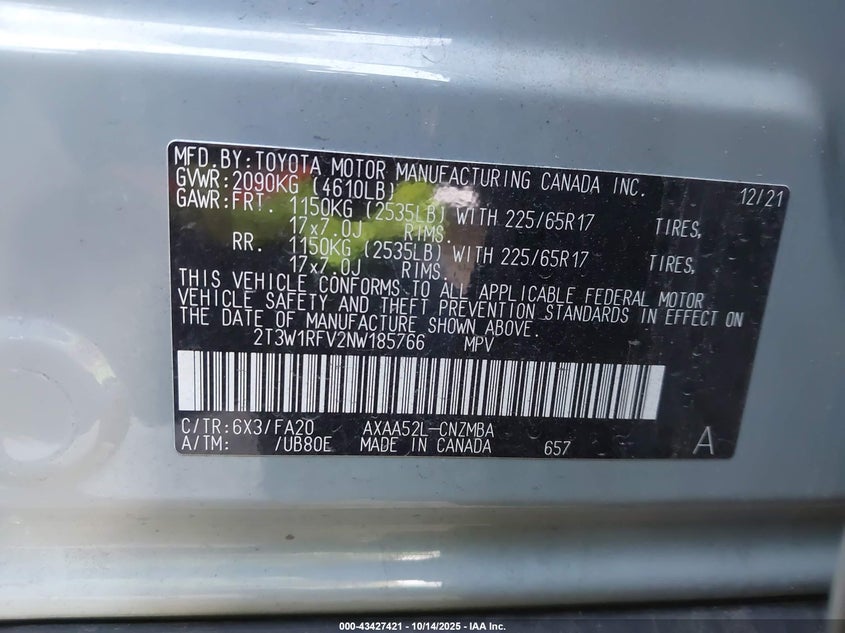 MFD.BY:TOYOTA MOTOR MANUFACTURING CANADA INC. 12/21
GVWR:2090KG (4610LB)
GAWR:FRT. 1150KG (2535LB) WITH 225/65R17 TIRES,
17x7.0J RIMS.
RR. 1150KG (2535LB) WITH 225/65R17 TIRES,
17x7.0J RIMS.
THIS VEHICLE CONFORMS TO ALL APPLICABLE FEDERAL MOTOR
VEHICLE SAFETY AND THEFT PREVENTION STANDARDS IN EFFECT ON
THE DATE OF MANUFACTURE SHOWN ABOVE.
2T3W1RFV2NW185766 MPV
C/TR:6X3/FA20 AXAA52L-CNZMBA
A/TM: /UB80E MADE IN CANADA 657 A
000-43427421 - 10/14/2025 - IAA Inc.